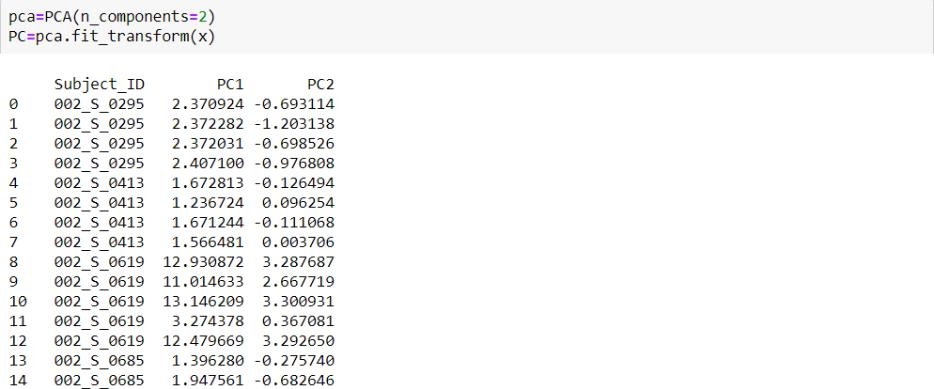 pca=PCA(n_components=2)
PC=pca.fit_transform(x)
Subject_ID PC1 PC2
0 002_S_0295 2.370924 -0.693114
1 002_S_0295 2.372282 -1.203138
2 002_S_0295 2.372031 -0.698526
3 002_S_0295 2.407100 -0.976808
4 002_S_0413 1.672813 -0.126494
5 002_S_0413 1.236724 0.096254
6 002_S_0413 1.671244 -0.111068
7 002_S_0413 1.566481 0.003706
8 002_S_0619 12.930872 3.287687
9 002_S_0619 11.014633 2.667719
10 002_S_0619 13.146209 3.300931
11 002_S_0619 3.274378 0.367081
12 002_S_0619 12.479669 3.292650
13 002_S_0685 1.396280 -0.275740
14 002_S_0685 1.947561 -0.682646